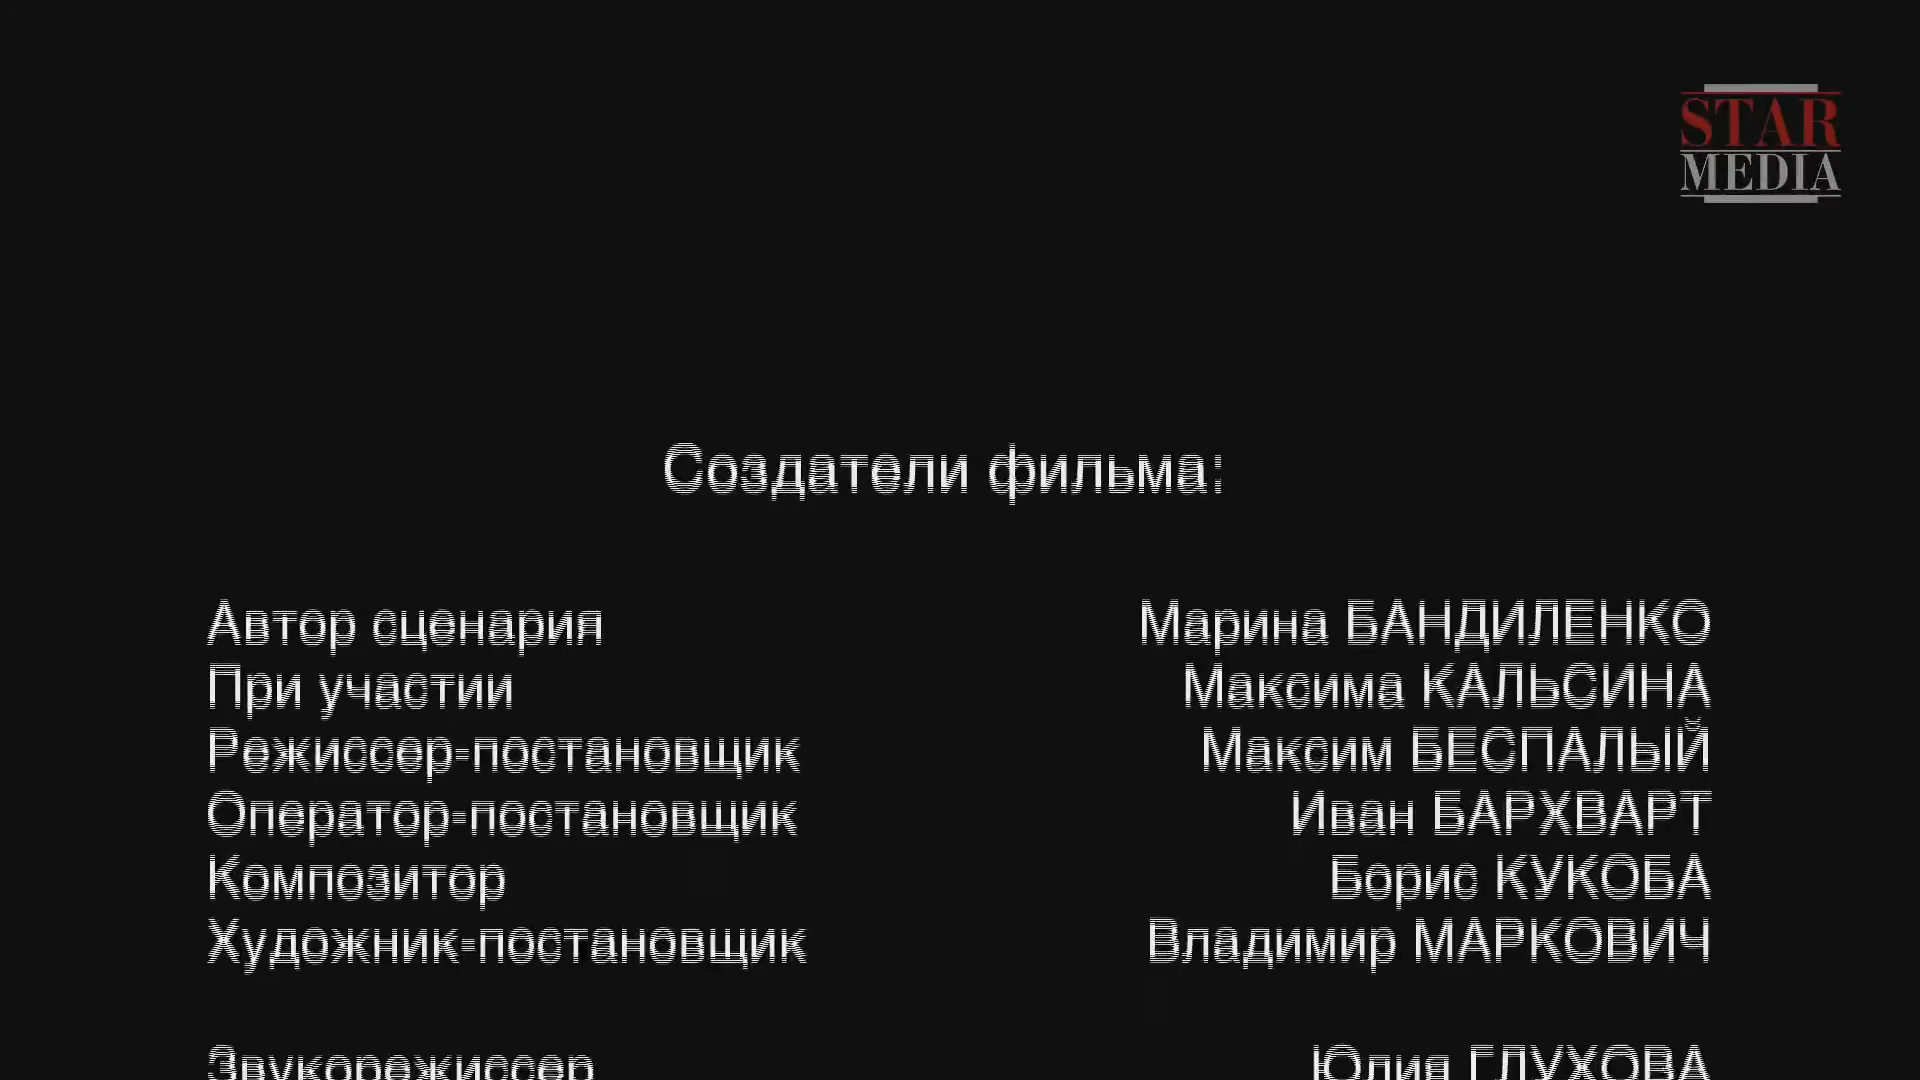 STAR
MEDIA
Создатели фильма:
Автор сценария Марина БАНДИЛЕНКО
При участии Максима КАЛЬСИНА
Режиссер-постановщик Максим БЕСПАЛЫЙ
Оператор-постановщик Иван БАРХВАРТ
Композитор Борис КУКОБА
Художник-постановщик Владимир МАРКОВИЧ
Звукорежиссер Юлия ГЛУХОВА